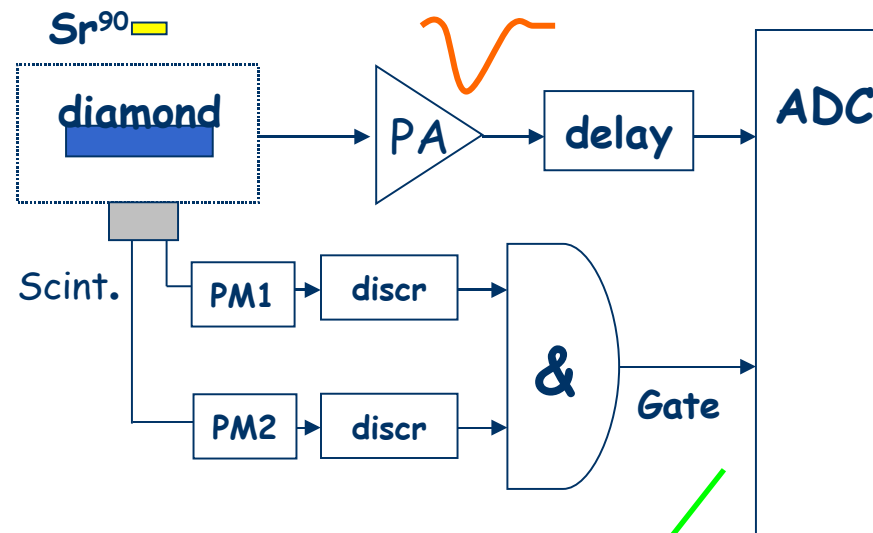 Sr⁹⁰
diamond
PA
delay
ADC
Scint.
PM1
discr
&
Gate
PM2
discr